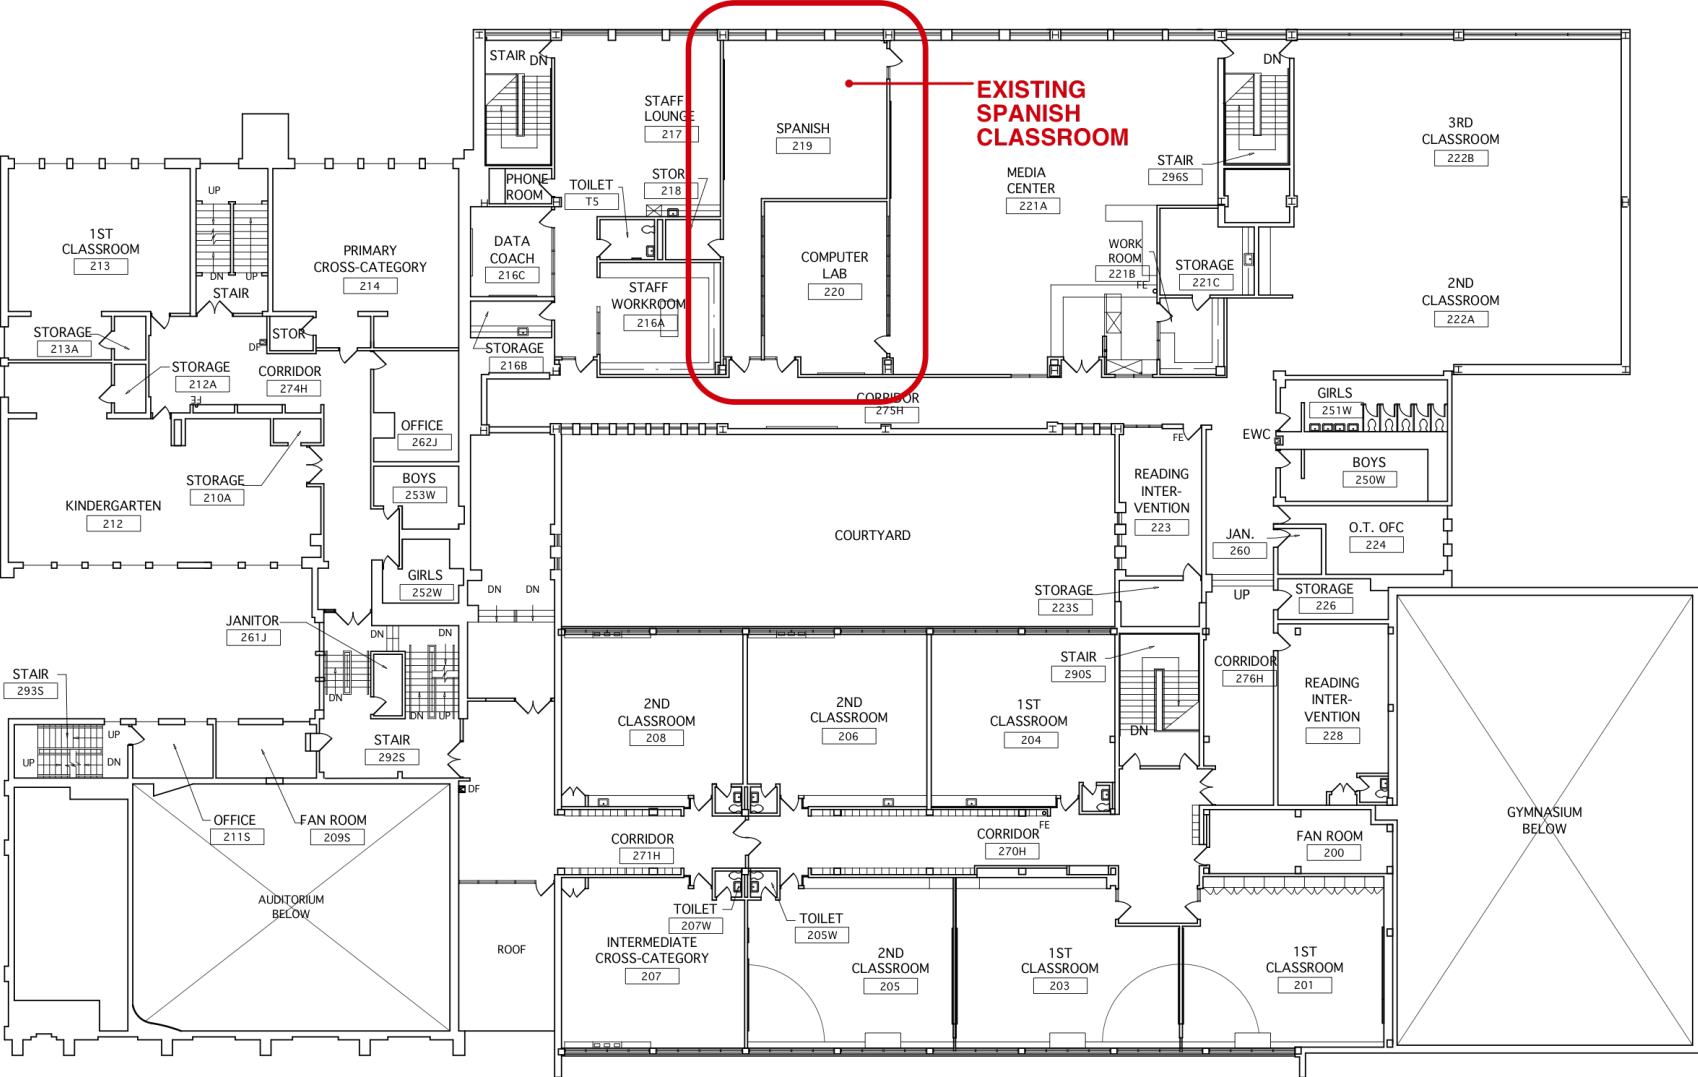 STAIR
DN
STAFF
LOUNGE
217
SPANISH
219
EXISTING
SPANISH
CLASSROOM
DN
3RD
CLASSROOM
222B
STAIR
296S
MEDIA
CENTER
221A
PHONE
ROOM
TOILET
T5
STOR
218
UP
1ST
CLASSROOM
213
DN
UP
STAIR
PRIMARY
CROSS-CATEGORY
214
DATA
COACH
216C
STAFF
WORKROOM
216A
COMPUTER
LAB
220
WORK
ROOM
221B
FE
STORAGE
221C
2ND
CLASSROOM
222A
STORAGE
213A
STOR
DF
STORAGE
216B
STORAGE
212A
FE
CORRIDOR
274H
CORRIDOR
275H
GIRLS
251W
OFFICE
262J
FE
EWC
BOYS
250W
STORAGE
210A
BOYS
253W
READING
INTER-
VENTION
223
KINDERGARTEN
212
COURTYARD
JAN.
260
O.T. OFC
224
GIRLS
252W
DN
DN
STORAGE
223S
UP
STORAGE
226
JANITOR
261J
DN
DN
DN
DN
UP
STAIR
293S
STAIR
290S
DN
CORRIDOR
276H
READING
INTER-
VENTION
228
2ND
CLASSROOM
208
2ND
CLASSROOM
206
1ST
CLASSROOM
204
UP
UP
DN
STAIR
292S
DF
OFFICE
211S
FAN ROOM
209S
CORRIDOR
271H
CORRIDOR
270H
FE
FAN ROOM
200
GYMNASIUM
BELOW
AUDITORIUM
BELOW
ROOF
TOILET
207W
TOILET
205W
INTERMEDIATE
CROSS-CATEGORY
207
2ND
CLASSROOM
205
1ST
CLASSROOM
203
1ST
CLASSROOM
201